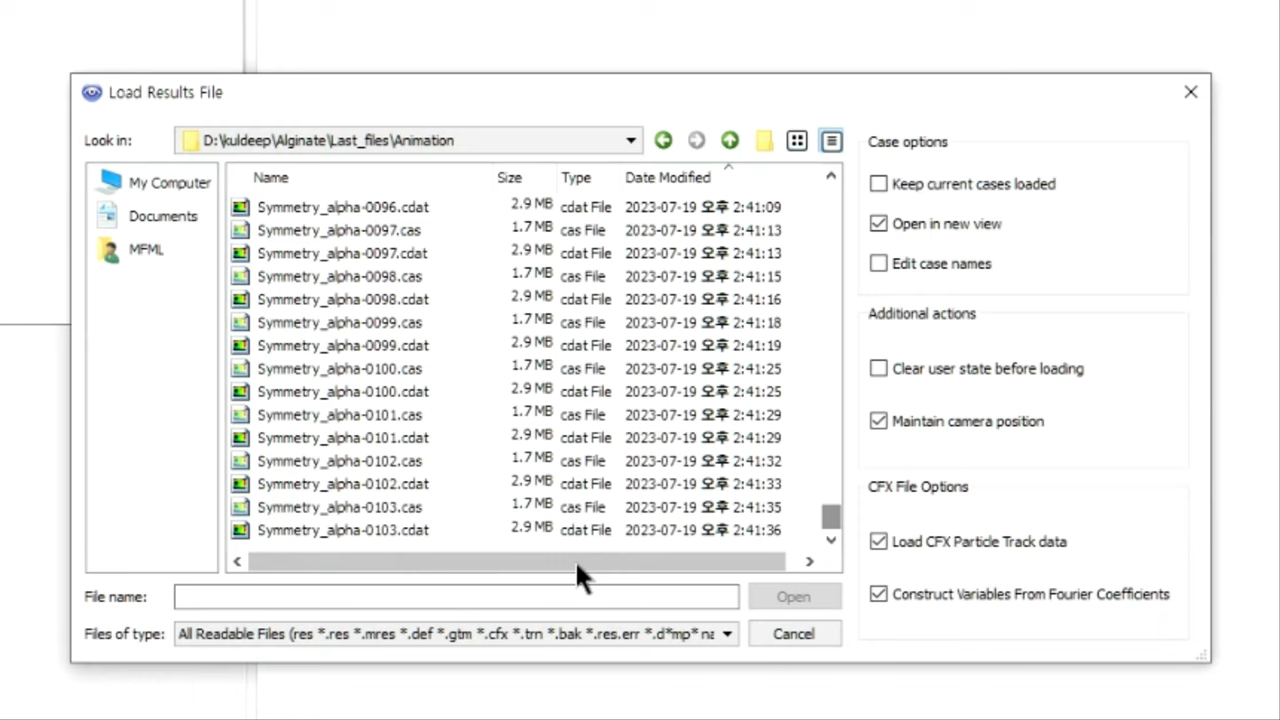 Load Results File
Look in: D:\kuldeep\Alginate\Last_files\Animation
My Computer
Documents
MFML
Name Size Type Date Modified
Symmetry_alpha-0096.cdat 2.9 MB cdat File 2023-07-19 오후 2:41:09
Symmetry_alpha-0097.cas 1.7 MB cas File 2023-07-19 오후 2:41:13
Symmetry_alpha-0097.cdat 2.9 MB cdat File 2023-07-19 오후 2:41:13
Symmetry_alpha-0098.cas 1.7 MB cas File 2023-07-19 오후 2:41:15
Symmetry_alpha-0098.cdat 2.9 MB cdat File 2023-07-19 오후 2:41:16
Symmetry_alpha-0099.cas 1.7 MB cas File 2023-07-19 오후 2:41:18
Symmetry_alpha-0099.cdat 2.9 MB cdat File 2023-07-19 오후 2:41:19
Symmetry_alpha-0100.cas 1.7 MB cas File 2023-07-19 오후 2:41:25
Symmetry_alpha-0100.cdat 2.9 MB cdat File 2023-07-19 오후 2:41:25
Symmetry_alpha-0101.cas 1.7 MB cas File 2023-07-19 오후 2:41:29
Symmetry_alpha-0101.cdat 2.9 MB cdat File 2023-07-19 오후 2:41:29
Symmetry_alpha-0102.cas 1.7 MB cas File 2023-07-19 오후 2:41:32
Symmetry_alpha-0102.cdat 2.9 MB cdat File 2023-07-19 오후 2:41:33
Symmetry_alpha-0103.cas 1.7 MB cas File 2023-07-19 오후 2:41:35
Symmetry_alpha-0103.cdat 2.9 MB cdat File 2023-07-19 오후 2:41:36
File name: Open
Files of type: All Readable Files (res *.res *.mres *.def *.gtm *.cfx *.trn *.bak *.res.err *.d*mp* na Cancel
Case options
Keep current cases loaded
Open in new view
Edit case names
Additional actions
Clear user state before loading
Maintain camera position
CFX File Options
Load CFX Particle Track data
Construct Variables From Fourier Coefficients